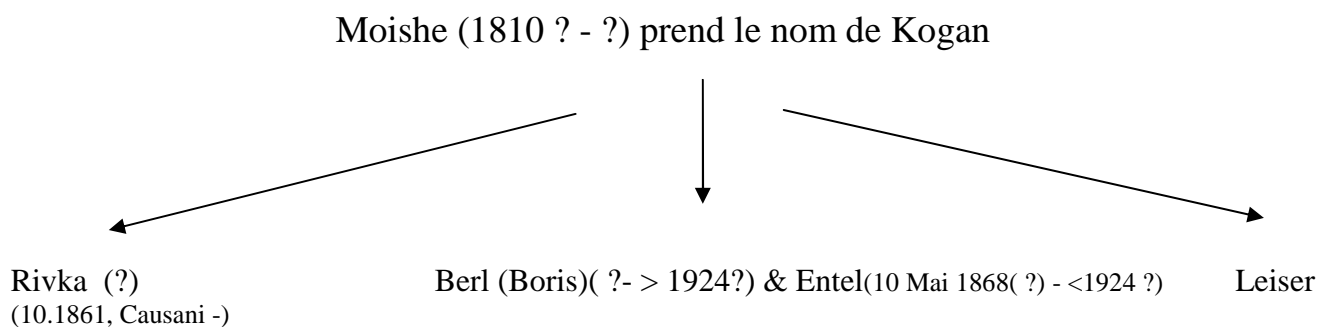 Moishe (1810 ? - ?) prend le nom de Kogan
Rivka (?) Berl (Boris)( ?- > 1924?) & Entel(10 Mai 1868( ?) - <1924 ?) Leiser
(10.1861, Causani -)